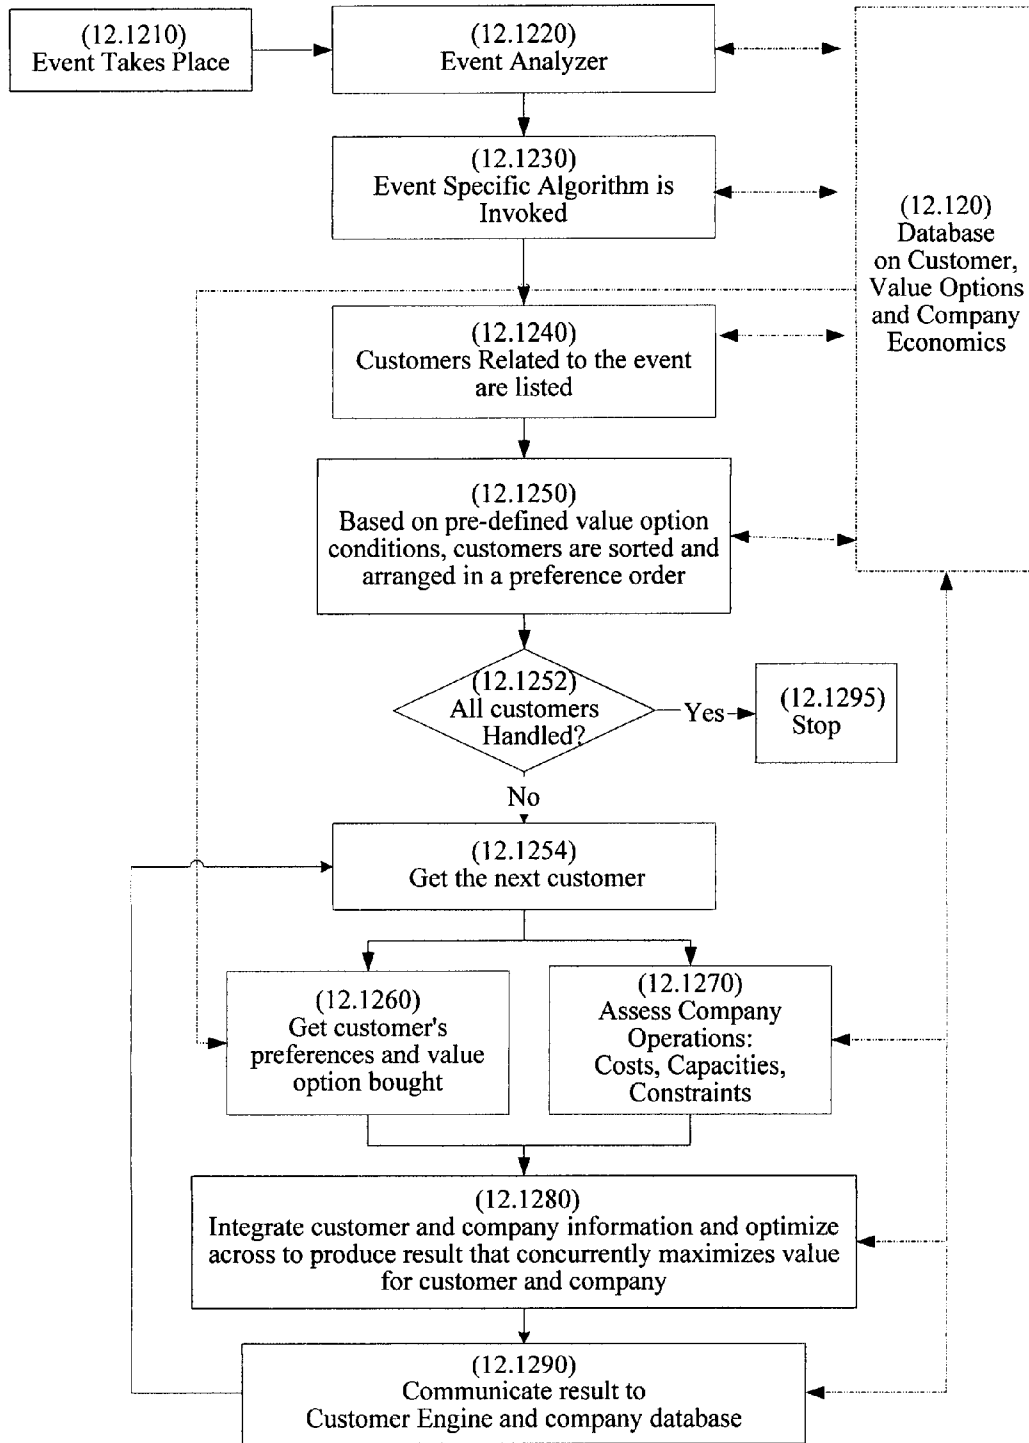 (12.1210)
Event Takes Place
(12.1220)
Event Analyzer
(12.1230)
Event Specific Algorithm is
Invoked
(12.120)
Database
on Customer,
Value Options
and Company
Economics
(12.1240)
Customers Related to the event
are listed
(12.1250)
Based on pre-defined value option
conditions, customers are sorted and
arranged in a preference order
(12.1252)
All customers
Handled?
Yes
(12.1295)
Stop
No
(12.1254)
Get the next customer
(12.1260)
Get customer's
preferences and value
option bought
(12.1270)
Assess Company
Operations:
Costs, Capacities,
Constraints
(12.1280)
Integrate customer and company information and optimize
across to produce result that concurrently maximizes value
for customer and company
(12.1290)
Communicate result to
Customer Engine and company database